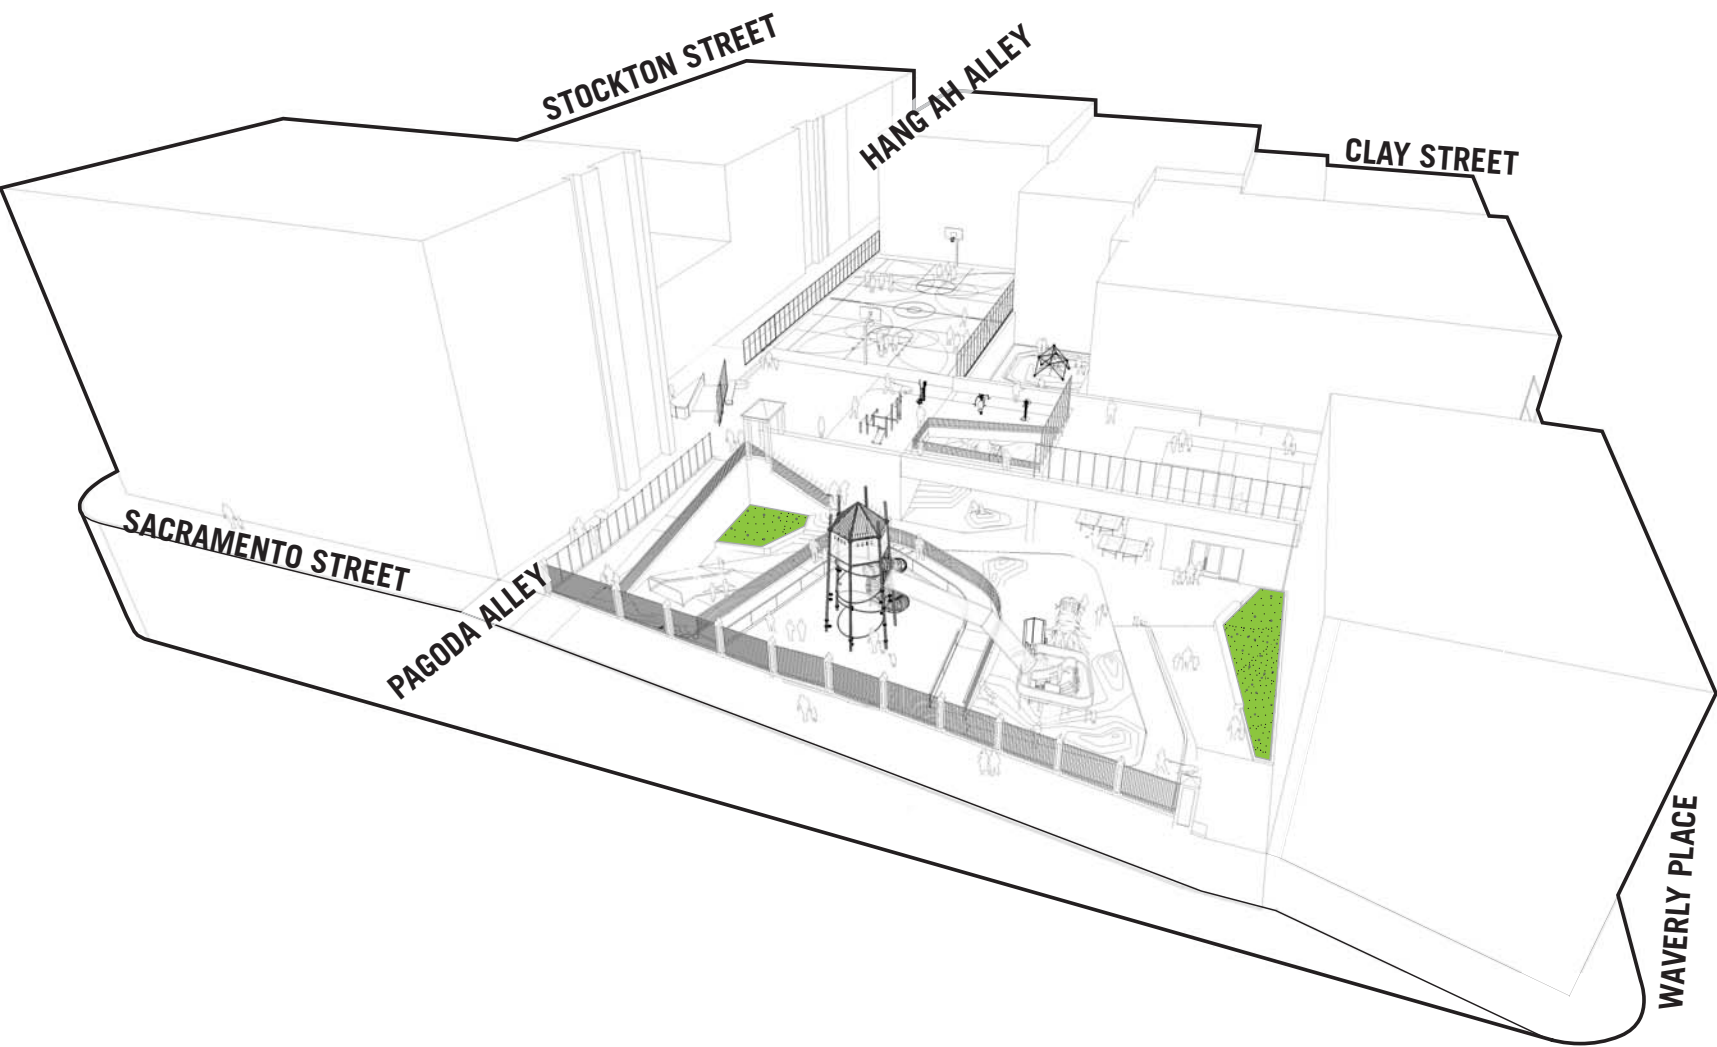 STOCKTON STREET
HANG AH ALLEY
CLAY STREET
SACRAMENTO STREET
PAGODA ALLEY
WAVERLY PLACE